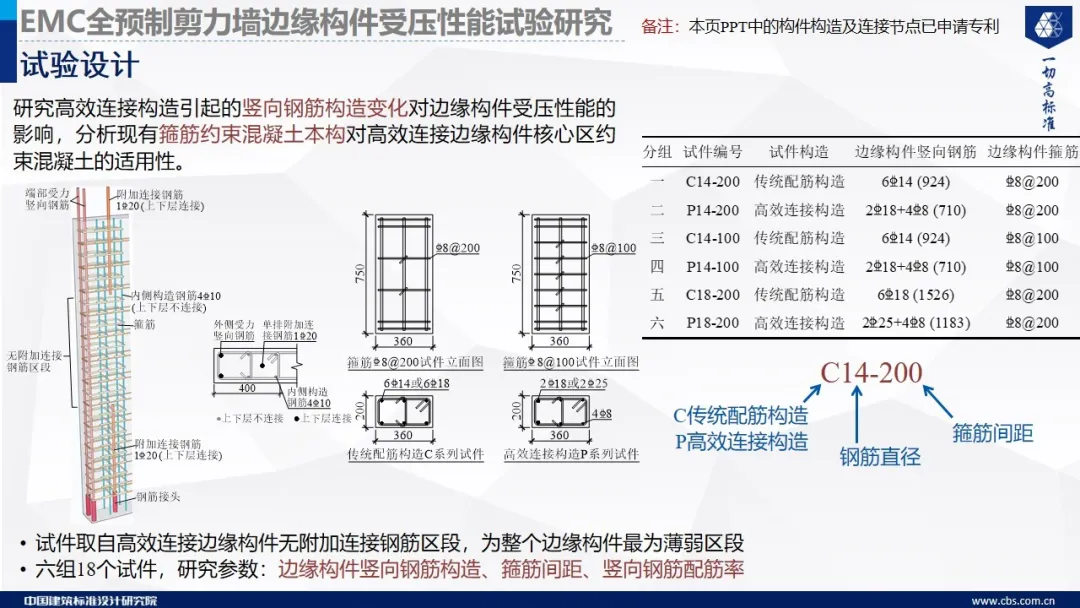 EMC全预制剪力墙边缘构件受压性能试验研究
备注：本页PPT中的构件构造及连接节点已申请专利
一切高标准
试验设计
研究高效连接构造引起的竖向钢筋构造变化对边缘构件受压性能的
影响，分析现有箍筋约束混凝土本构对高效连接边缘构件核心区约
束混凝土的适用性。
分组 试件编号 试件构造 边缘构件竖向钢筋 边缘构件箍筋
一 C14-200 传统配筋构造 6⌀14 (924) ⌀8@200
二 P14-200 高效连接构造 2⌀18+4⌀8 (710) ⌀8@200
三 C14-100 传统配筋构造 6⌀14 (924) ⌀8@100
四 P14-100 高效连接构造 2⌀18+4⌀8 (710) ⌀8@100
五 C18-200 传统配筋构造 6⌀18 (1526) ⌀8@200
六 P18-200 高效连接构造 2⌀25+4⌀8 (1183) ⌀8@200
端部受力
竖向钢筋
附加连接钢筋
1⌀20(上下层连接)
内侧构造钢筋4⌀10
(上下层不连接)
箍筋
无附加连接
钢筋区段
附加连接钢筋
1⌀20(上下层连接)
钢筋接头
外侧受力
竖向钢筋
单排附加连
接钢筋1⌀20
400
内侧构造
钢筋4⌀10
•上下层不连接 ●上下层连接
750
⌀8@200
360
箍筋⌀8@200试件立面图
6⌀14或6⌀18
200
360
传统配筋构造C系列试件
750
⌀8@100
360
箍筋⌀8@100试件立面图
2⌀18或2⌀25
200
4⌀8
360
高效连接构造P系列试件
C14-200
C传统配筋构造
P高效连接构造
钢筋直径
箍筋间距
• 试件取自高效连接边缘构件无附加连接钢筋区段，为整个边缘构件最为薄弱区段
• 六组18个试件，研究参数：边缘构件竖向钢筋构造、箍筋间距、竖向钢筋配筋率
中国建筑标准设计研究院
www.cbs.com.cn